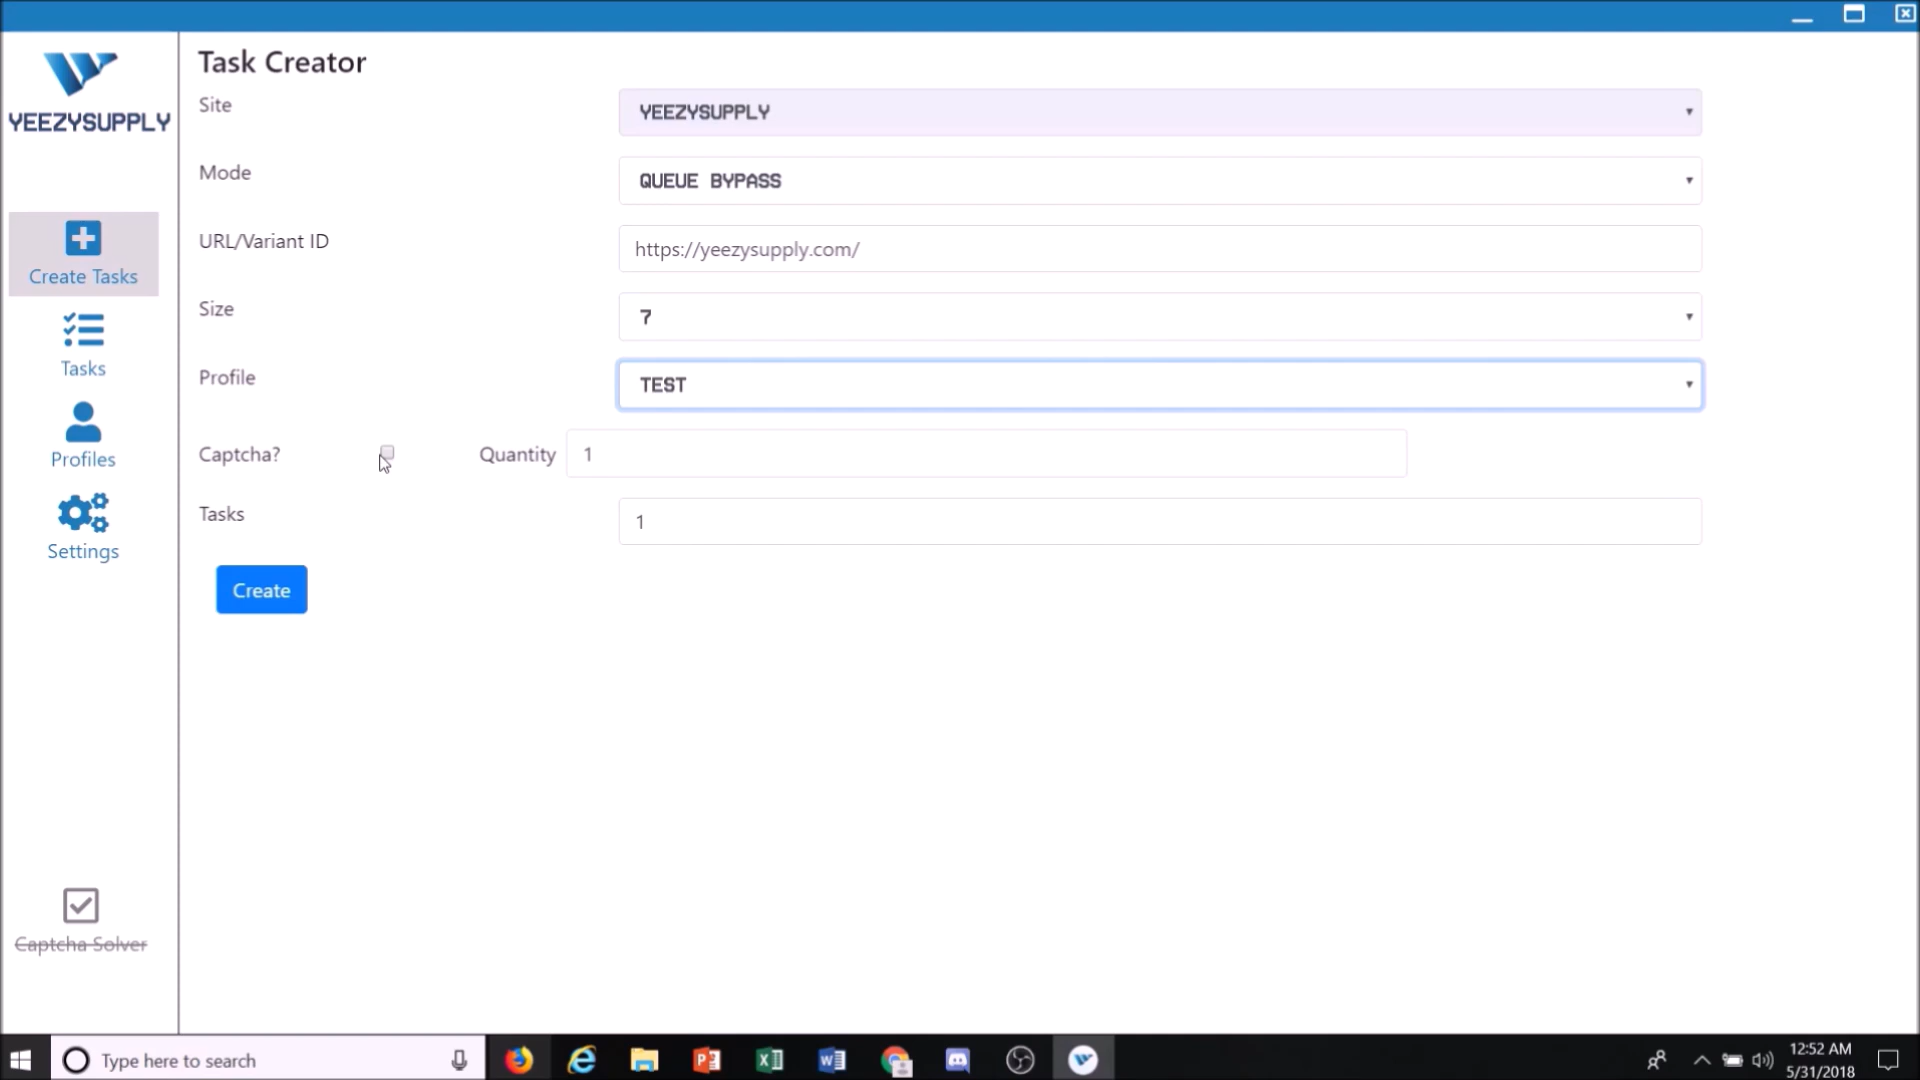 Task Creator
Site
YEEZYSUPPLY
YEEZYSUPPLY
Mode
QUEUE BYPASS
URL/Variant ID
https://yeezysupply.com/
Create Tasks
Size
7
Tasks
Profile
TEST
Profiles
Captcha?
Quantity
1
Tasks
1
Settings
Create
Captcha Solver
Type here to search
12:52 AM
5/31/2018